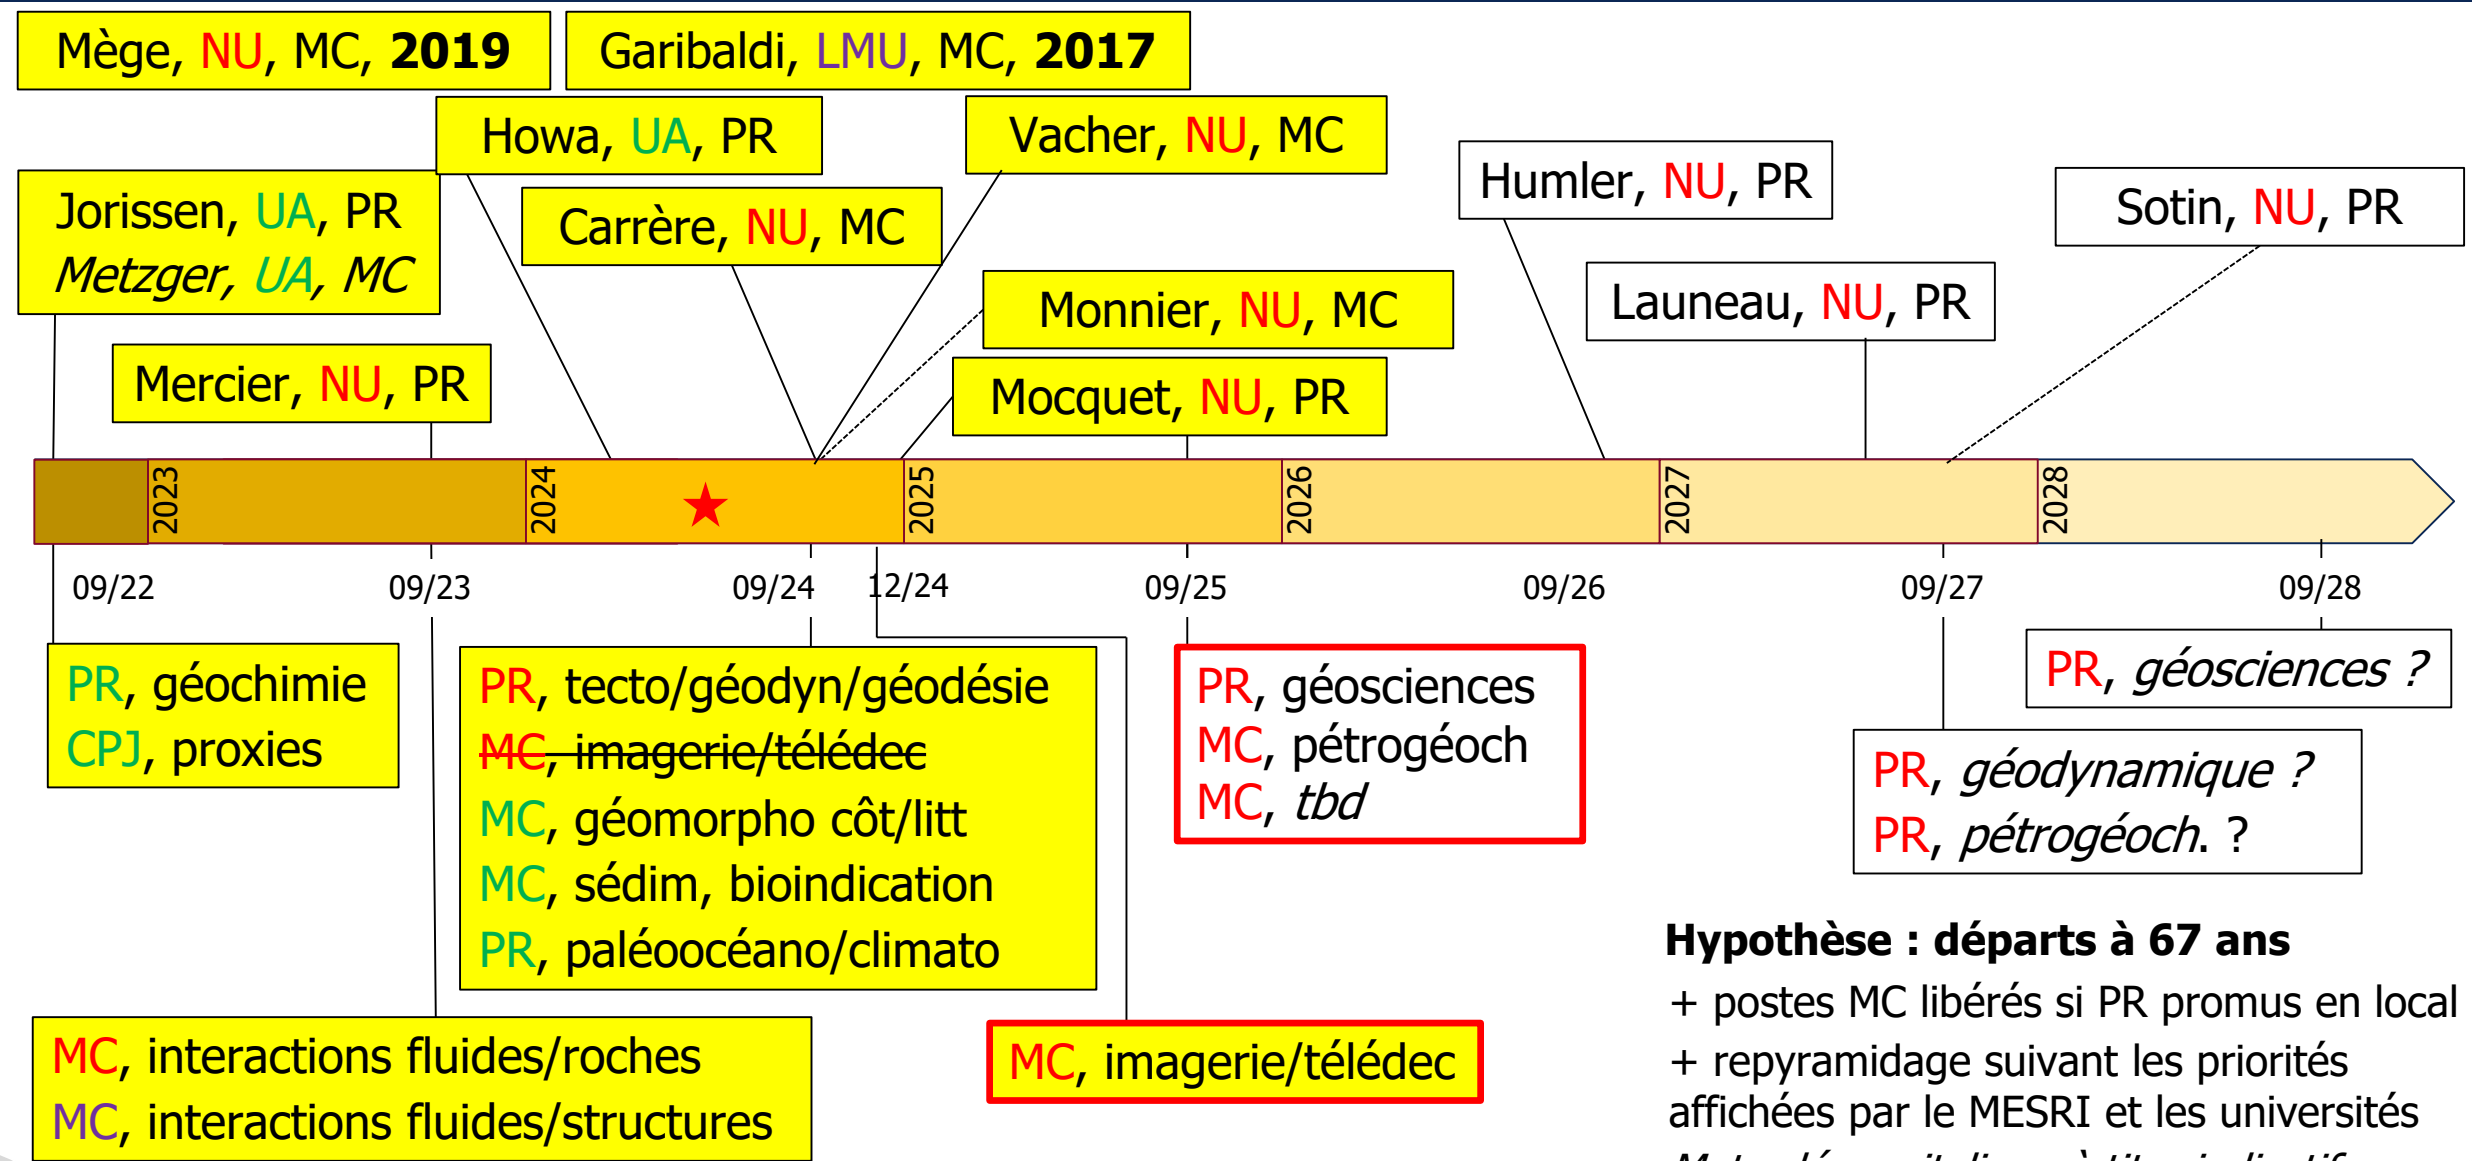 Mège, NU, MC, 2019
Garibaldi, LMU, MC, 2017
Howa, UA, PR
Vacher, NU, MC
Jorissen, UA, PR
Metzger, UA, MC
Carrère, NU, MC
Humler, NU, PR
Sotin, NU, PR
Monnier, NU, MC
Launeau, NU, PR
Mercier, NU, PR
Mocquet, NU, PR
2023
2024
2025
2026
2027
2028
09/22
09/23
09/24
12/24
09/25
09/26
09/27
09/28
PR, géochimie
CPJ, proxies
PR, tecto/géodyn/géodésie
MC, imagerie/télédec
MC, géomorpho côt/litt
MC, sédim, bioindication
PR, paléoocéano/climato
PR, géosciences
MC, pétrogéoch
MC, tbd
PR, géosciences ?
PR, géodynamique ?
PR, pétrogéoch. ?
MC, interactions fluides/roches
MC, interactions fluides/structures
MC, imagerie/télédec
Hypothèse : départs à 67 ans
+ postes MC libérés si PR promus en local
+ repyramidage suivant les priorités
affichées par le MESRI et les universités